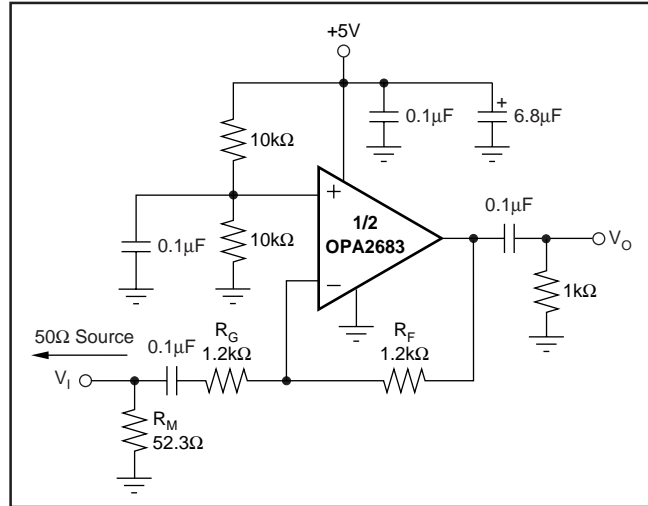 +5V
0.1μF
+
6.8μF
10kΩ
+
1/2
OPA2683
−
0.1μF
10kΩ
0.1μF
VO
1kΩ
50Ω Source
0.1μF
RG
1.2kΩ
RF
1.2kΩ
VI
RM
52.3Ω